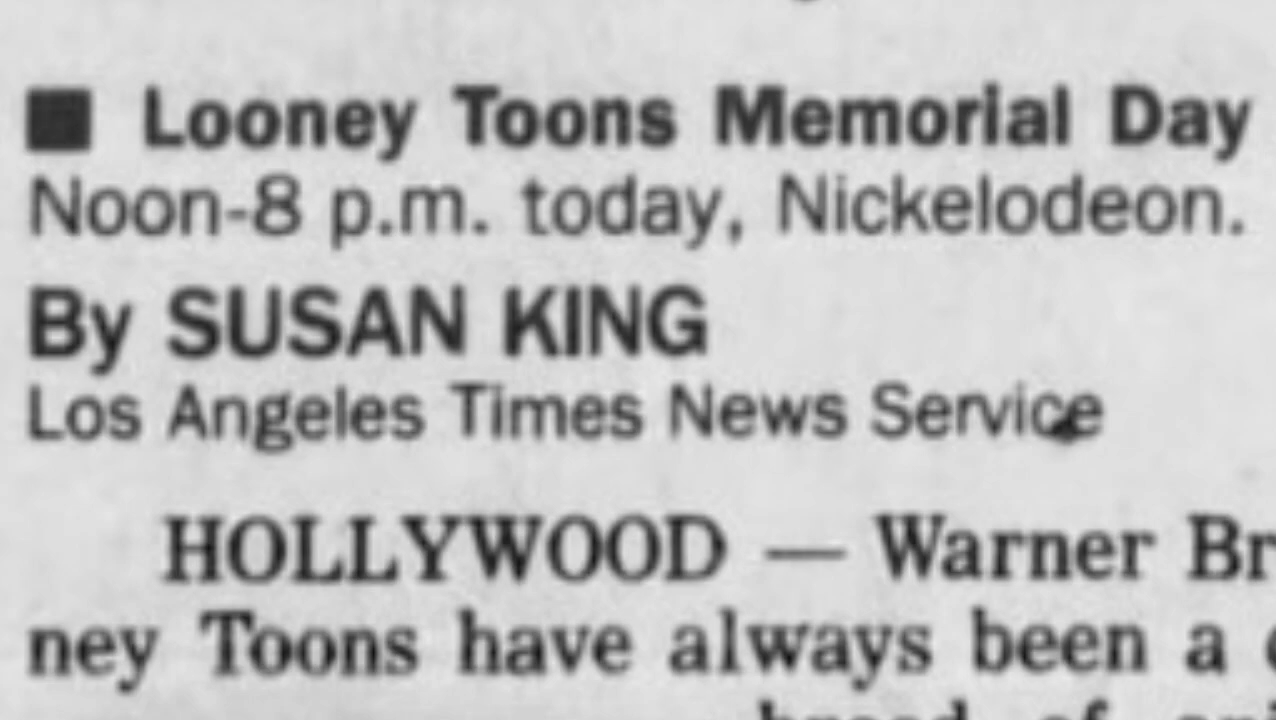 ■ Looney Toons Memorial Day
Noon-8 p.m. today, Nickelodeon.
By SUSAN KING
Los Angeles Times News Service
HOLLYWOOD — Warner Br
ney Toons have always been a
of